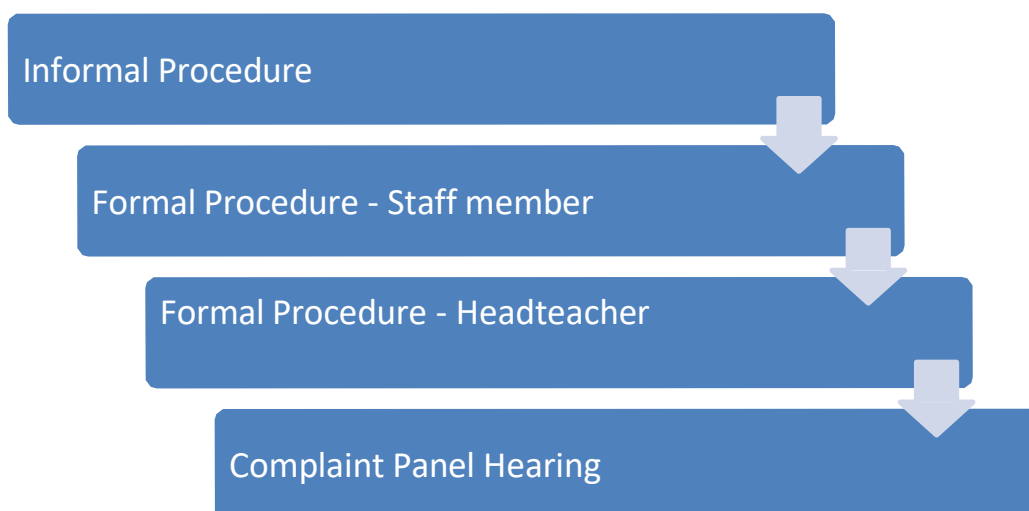 Informal Procedure
Formal Procedure - Staff member
Formal Procedure - Headteacher
Complaint Panel Hearing